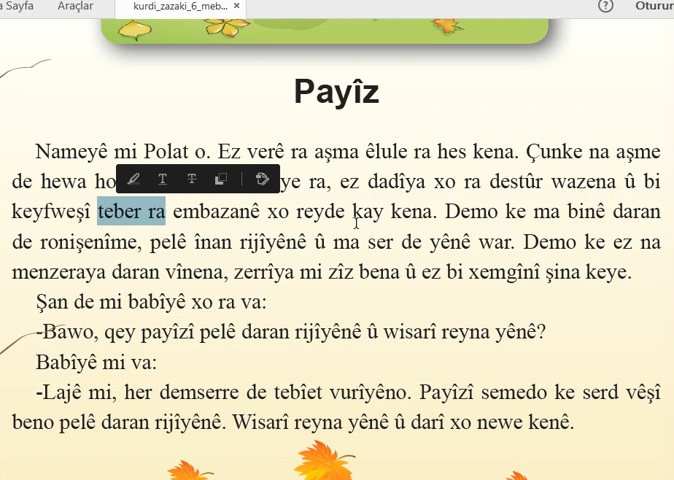 a Sayfa Araçlar kurdi_zazaki_6_meb... × ? Oturur
Payîz
Nameyê mi Polat o. Ez verê ra aşma êlule ra hes kena. Çunke na aşme
de hewa ho ye ra, ez dadîya xo ra destûr wazena û bi
keyfweşî teber ra embazanê xo reyde kay kena. Demo ke ma binê daran
de ronişenîme, pelê înan rijîyênê û ma ser de yênê war. Demo ke ez na
menzeraya daran vînena, zerrîya mi zîz bena û ez bi xemgînî şina keye.
Şan de mi babîyê xo ra va:
-Bawo, qey payîzî pelê daran rijîyênê û wisarî reyna yênê?
Babîyê mi va:
-Lajê mi, her demserre de tebîet vurîyêno. Payîzî semedo ke serd vêşî
beno pelê daran rijîyênê. Wisarî reyna yênê û darî xo newe kenê.